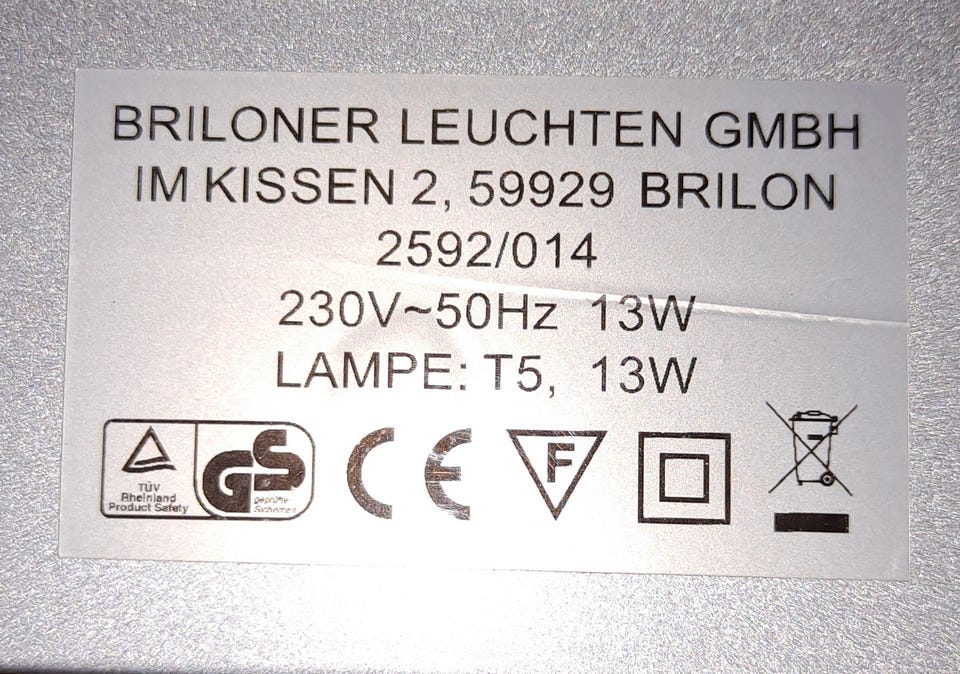 BRILONER LEUCHTEN GMBH
IM KISSEN 2, 59929 BRILON
2592/014
230V~50Hz 13W
LAMPE: T5, 13W
TÜV
Rheinland
Product Safety
GS
geprüfte
Sicherheit
CE
F